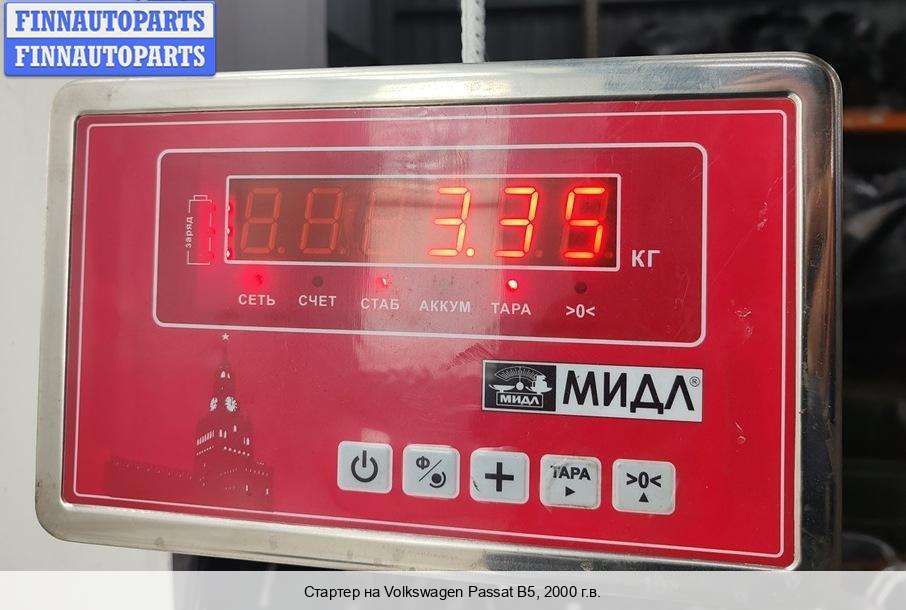 FINNAUTOPARTS
FINNAUTOPARTS
заряд
3.35
КГ
СЕТЬ СЧЕТ СТАБ АККУМ ТАРА >0<
МИДЛ МИДЛ®
Ф/ + ТАРА >0<
Стартер на Volkswagen Passat B5, 2000 г.в.